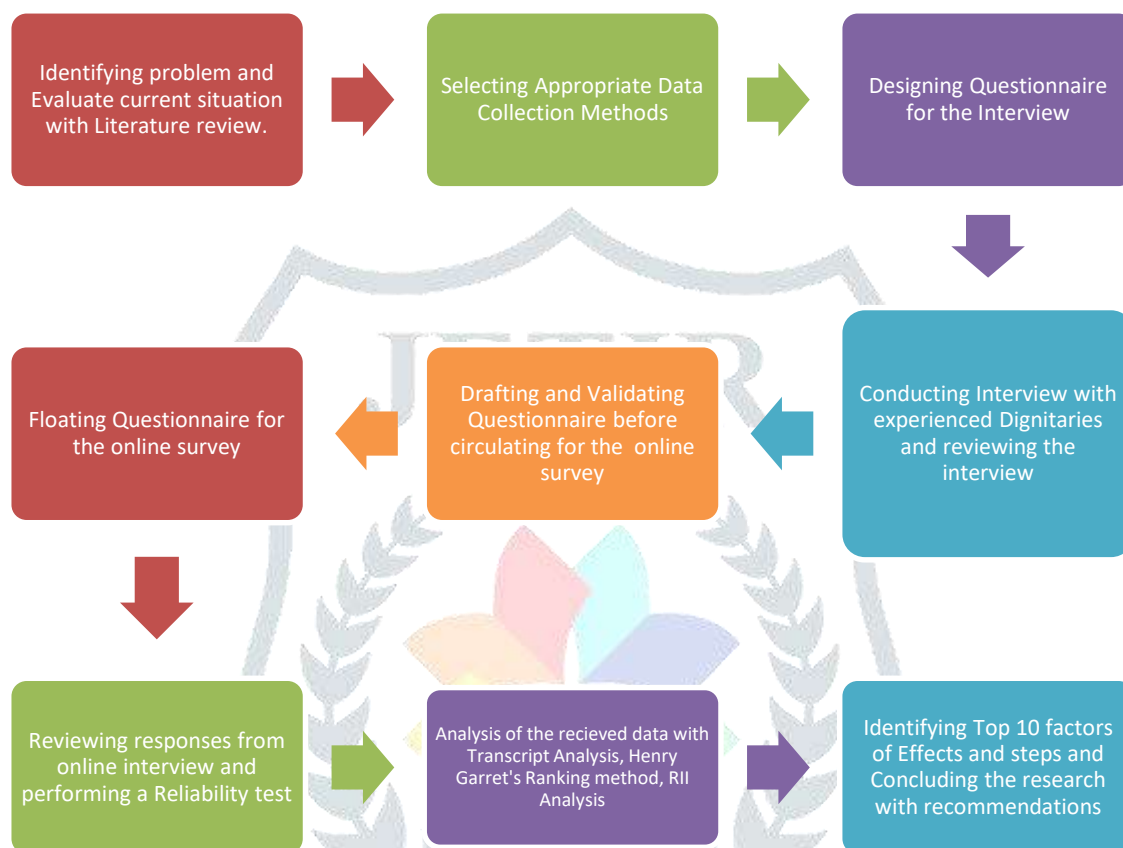 Identifying problem and
Evaluate current situation
with Literature review.
Selecting Appropriate Data
Collection Methods
Designing Questionnaire
for the Interview
Conducting Interview with
experienced Dignitaries
and reviewing the
interview
Drafting and Validating
Questionnaire before
circulating for the online
survey
Floating Questionnaire for
the online survey
Reviewing responses from
online interview and
performing a Reliability test
Analysis of the recieved data with
Transcript Analysis, Henry
Garret's Ranking method, RII
Analysis
Identifying Top 10 factors
of Effects and steps and
Concluding the research
with recommendations
JETIR